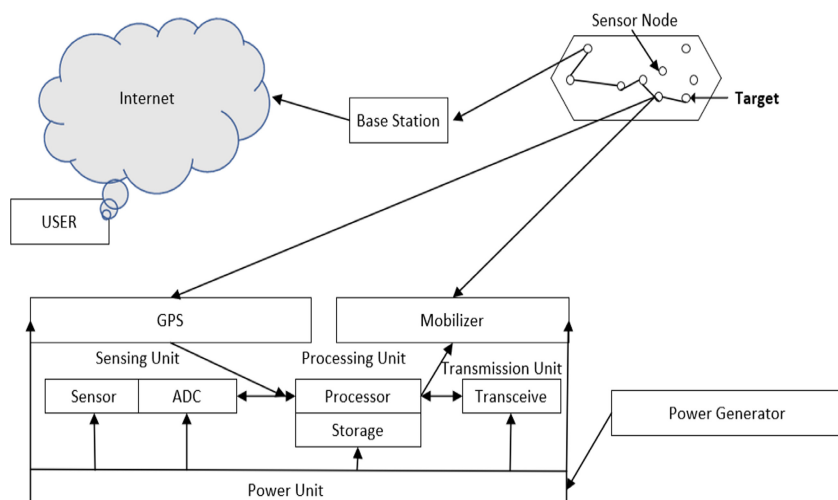 Sensor Node
Internet
Target
Base Station
USER
GPS
Mobilizer
Sensing Unit
Processing Unit
Transmission Unit
Sensor
ADC
Processor
Transceive
Storage
Power Generator
Power Unit